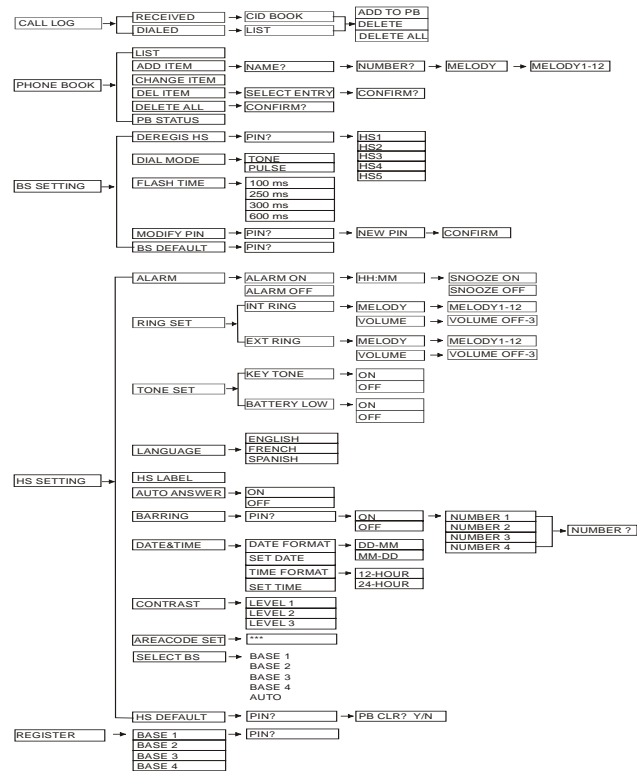 CALL LOG
RECEIVED
DIALED
CID BOOK
LIST
ADD TO PB
DELETE
DELETE ALL
PHONE BOOK
LIST
ADD ITEM
NAME?
NUMBER?
MELODY
MELODY1-12
CHANGE ITEM
DEL ITEM
SELECT ENTRY
CONFIRM?
DELETE ALL
CONFIRM?
PB STATUS
BS SETTING
DEREGIS HS
PIN?
HS1
HS2
HS3
HS4
HS5
DIAL MODE
TONE
PULSE
FLASH TIME
100 ms
250 ms
300 ms
600 ms
MODIFY PIN
PIN?
NEW PIN
CONFIRM
BS DEFAULT
PIN?
HS SETTING
ALARM
ALARM ON
ALARM OFF
HH:MM
SNOOZE ON
SNOOZE OFF
RING SET
INT RING
MELODY
MELODY1-12
VOLUME
VOLUME OFF-3
EXT RING
MELODY
MELODY1-12
VOLUME
VOLUME OFF-3
TONE SET
KEY TONE
ON
OFF
BATTERY LOW
ON
OFF
LANGUAGE
ENGLISH
FRENCH
SPANISH
HS LABEL
AUTO ANSWER
ON
OFF
BARRING
PIN?
ON
OFF
NUMBER 1
NUMBER 2
NUMBER 3
NUMBER 4
NUMBER ?
DATE&TIME
DATE FORMAT
DD-MM
MM-DD
SET DATE
TIME FORMAT
12-HOUR
24-HOUR
SET TIME
CONTRAST
LEVEL 1
LEVEL 2
LEVEL 3
AREACODE SET
***
SELECT BS
BASE 1
BASE 2
BASE 3
BASE 4
AUTO
HS DEFAULT
PIN?
PB CLR? Y/N
REGISTER
BASE 1
BASE 2
BASE 3
BASE 4
PIN?